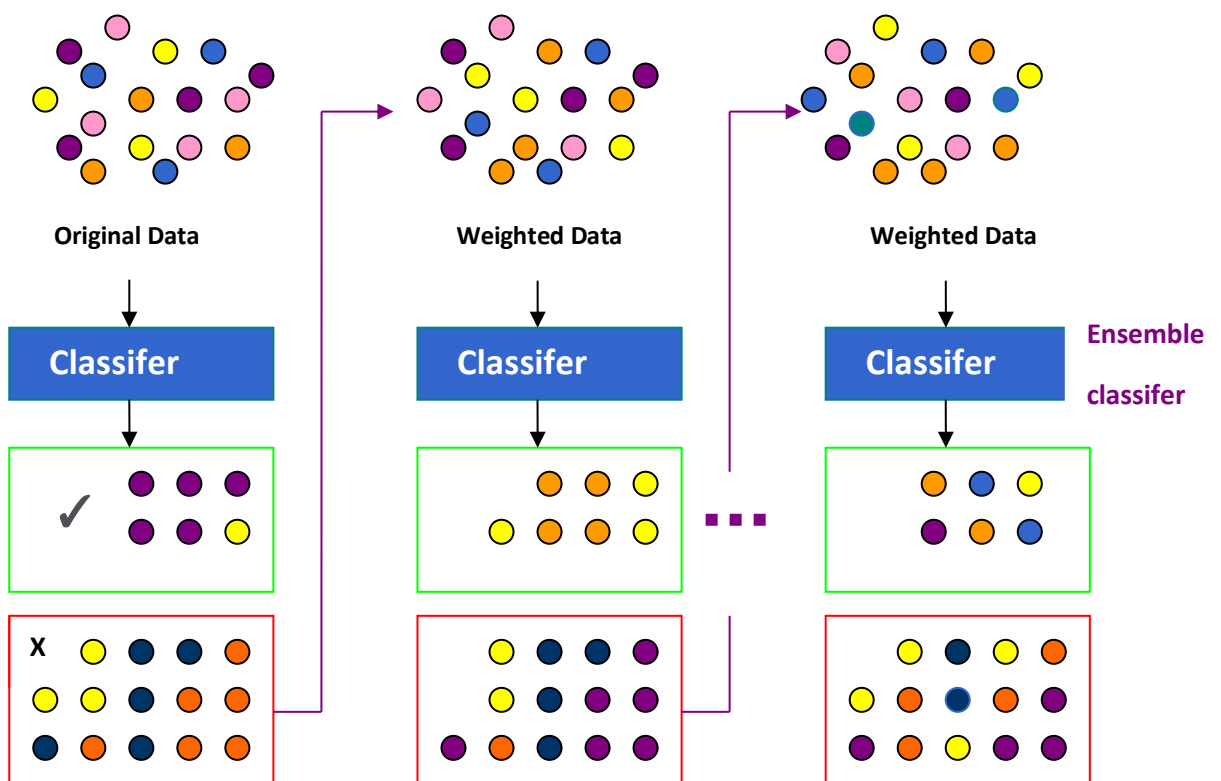 Original Data
Weighted Data
Weighted Data
Classifer
Classifer
Classifer
Ensemble
classifer
✓
X